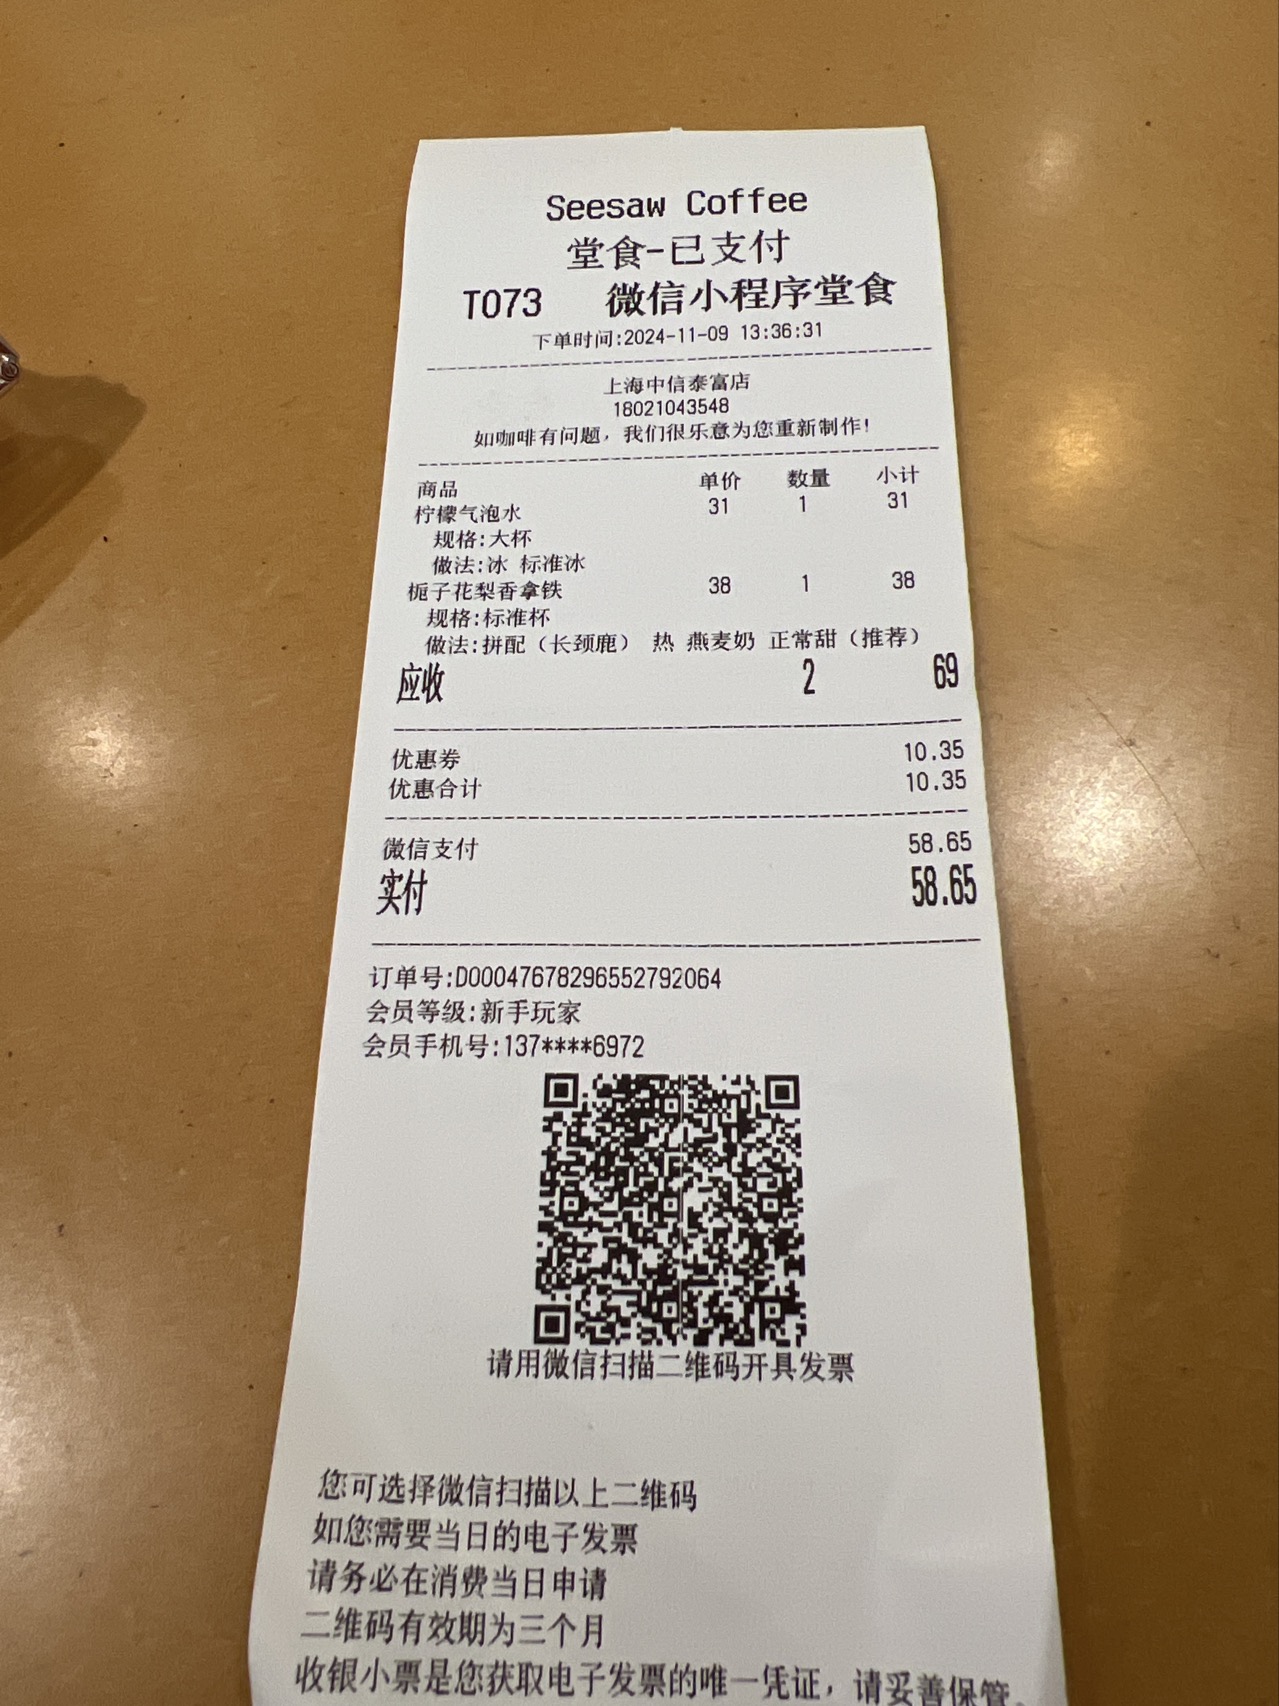 Seesaw Coffee
堂食-已支付
T073 微信小程序堂食
下单时间:2024-11-09 13:36:31
上海中信泰富店
18021043548
如咖啡有问题，我们很乐意为您重新制作!
商品 单价 数量 小计
柠檬气泡水 31 1 31
规格:大杯
做法:冰 标准冰
栀子花梨香拿铁 38 1 38
规格:标准杯
做法:拼配（长颈鹿） 热 燕麦奶 正常甜（推荐）
应收 2 69
优惠券 10.35
优惠合计 10.35
微信支付 58.65
实付 58.65
订单号:D00047678296552792064
会员等级:新手玩家
会员手机号:137****6972
请用微信扫描二维码开具发票
您可选择微信扫描以上二维码
如您需要当日的电子发票
请务必在消费当日申请
二维码有效期为三个月
收银小票是您获取电子发票的唯一凭证，请妥善保管。